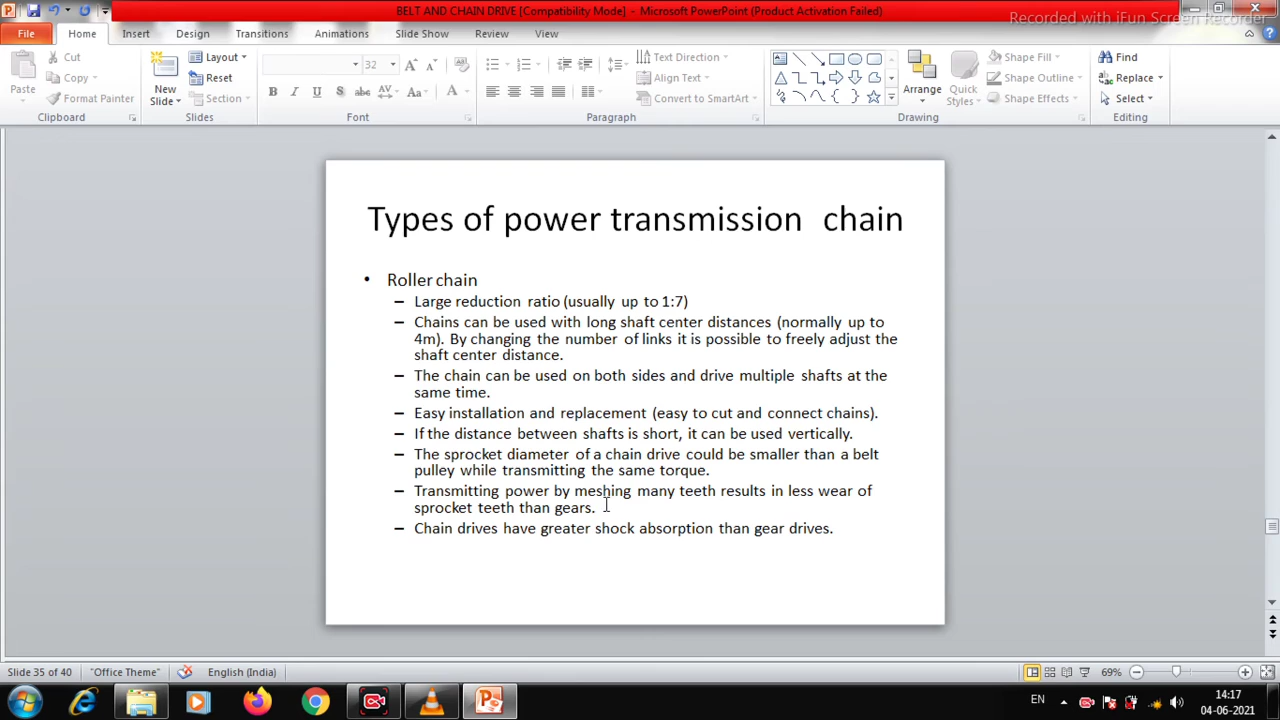 BELT AND CHAIN DRIVE [Compatibility Mode] - Microsoft PowerPoint (Product Activation Failed)
Recorded with iFun Screen Recorder
File Home Insert Design Transitions Animations Slide Show Review View
Cut
Copy
Format Painter
Paste
Clipboard
New
Slide
Layout
Reset
Section
Slides
32
B I U S abc AV Aa A
Font
Text Direction
Align Text
Convert to SmartArt
Paragraph
Arrange
Quick
Styles
Shape Fill
Shape Outline
Shape Effects
Drawing
Find
Replace
Select
Editing
Types of power transmission chain
• Roller chain
– Large reduction ratio (usually up to 1:7)
– Chains can be used with long shaft center distances (normally up to
4m). By changing the number of links it is possible to freely adjust the
shaft center distance.
– The chain can be used on both sides and drive multiple shafts at the
same time.
– Easy installation and replacement (easy to cut and connect chains).
– If the distance between shafts is short, it can be used vertically.
– The sprocket diameter of a chain drive could be smaller than a belt
pulley while transmitting the same torque.
– Transmitting power by meshing many teeth results in less wear of
sprocket teeth than gears.
– Chain drives have greater shock absorption than gear drives.
Slide 35 of 40 "Office Theme" English (India) 69%
EN 14:17
04-06-2021